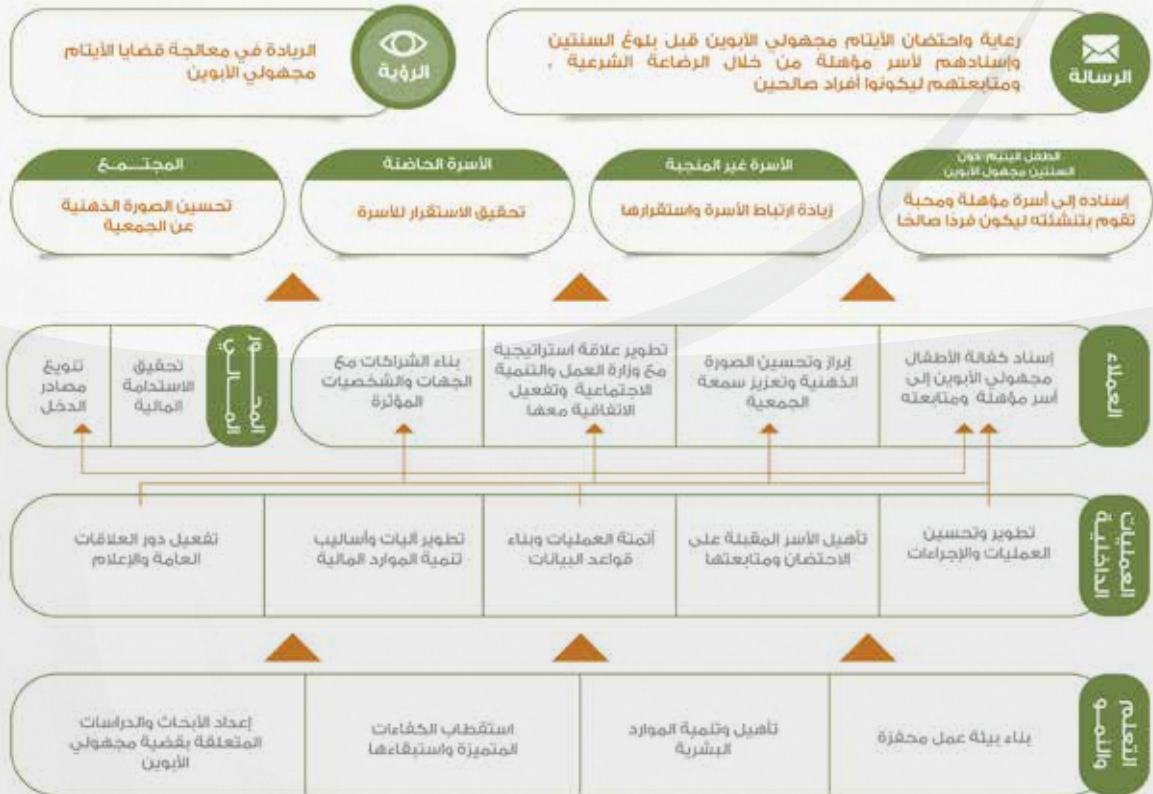 الرسالة
رعاية واحتضان الأيتام مجهولي الأبوين قبل بلوغ السنتين
وإسنادهم لأسر مؤهلة من خلال الرضاعة الشرعية ،
ومتابعتهم ليكونوا أفراد صالحين
الرؤية
الريادة في معالجة قضايا الأيتام
مجهولي الأبوين
الطفل اليتيم دون
السنتين مجهول الأبوين
إسناده إلى أسرة مؤهلة ومحبة
تقوم بتنشئته ليكون فردًا صالحًا
الأسرة غير المنجبة
زيادة ارتباط الأسرة واستقرارها
الأسرة الحاضنة
تحقيق الاستقرار للأسرة
المجتمـــع
تحسين الصورة الذهنية
عن الجمعية
العملاء
إسناد كفالة الأطفال
مجهولي الأبوين إلى
أسر مؤهلة ومتابعته
إبراز وتحسين الصورة
الذهنية وتعزيز سمعة
الجمعية
تطوير علاقة استراتيجية
مع وزارة العمل والتنمية
الاجتماعية وتفعيل
الاتفاقية معها
بناء الشراكات مع
الجهات والشخصيات
المؤثرة
المحـــور
المـــالـــي
تحقيق
الاستدامة
المالية
تنويع
مصادر
الدخل
العمليات
الداخلية
تطوير وتحسين
العمليات والإجراءات
تأهيل الأسر المقبلة على
الاحتضان ومتابعتها
أتمتة العمليات وبناء
قواعد البيانات
تطوير آليات وأساليب
تنمية الموارد المالية
تفعيل دور العلاقات
العامة والإعلام
التعلم
والنمـــو
بناء بيئة عمل محفزة
تأهيل وتنمية الموارد
البشرية
استقطاب الكفاءات
المتميزة واستبقاءها
إعداد الأبحاث والدراسات
المتعلقة بقضية مجهولي
الأبوين